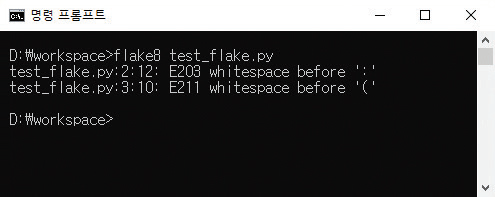 명령 프롬프트
D:₩workspace>flake8 test_flake.py
test_flake.py:2:12: E203 whitespace before ':'
test_flake.py:3:10: E211 whitespace before '('
D:₩workspace>